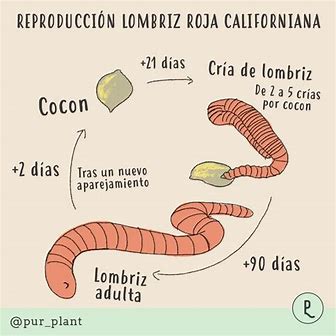 REPRODUCCIÓN LOMBRIZ ROJA CALIFORNIANA
+21 días
Cría de lombriz
De 2 a 5 crías
por cocon
Cocon
+2 días
Tras un nuevo
aparejamiento
+90 días
Lombriz
adulta
@pur_plant
R